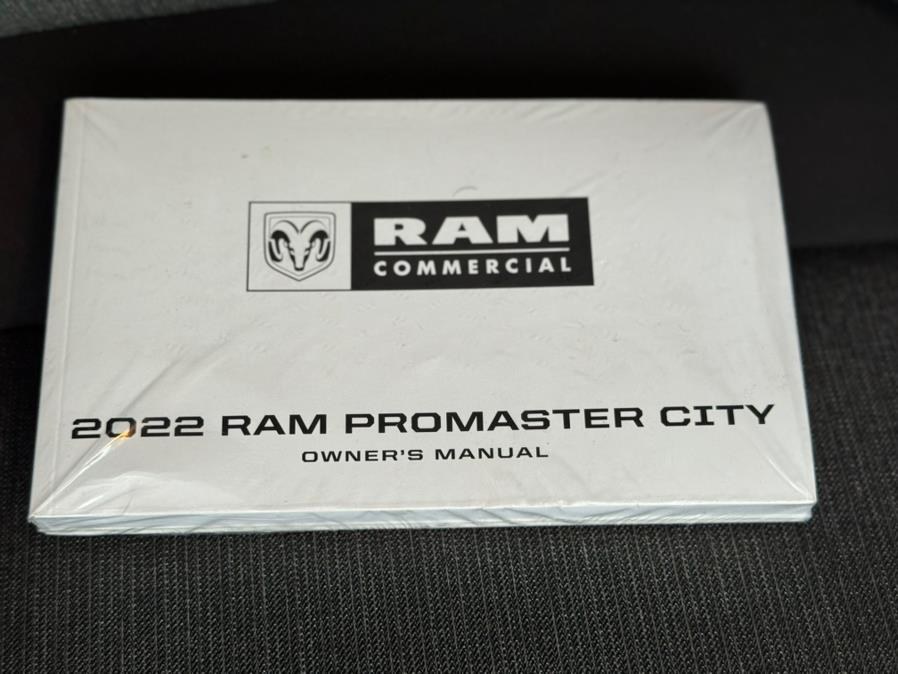 RAM
COMMERCIAL
2022 RAM PROMASTER CITY
OWNER'S MANUAL